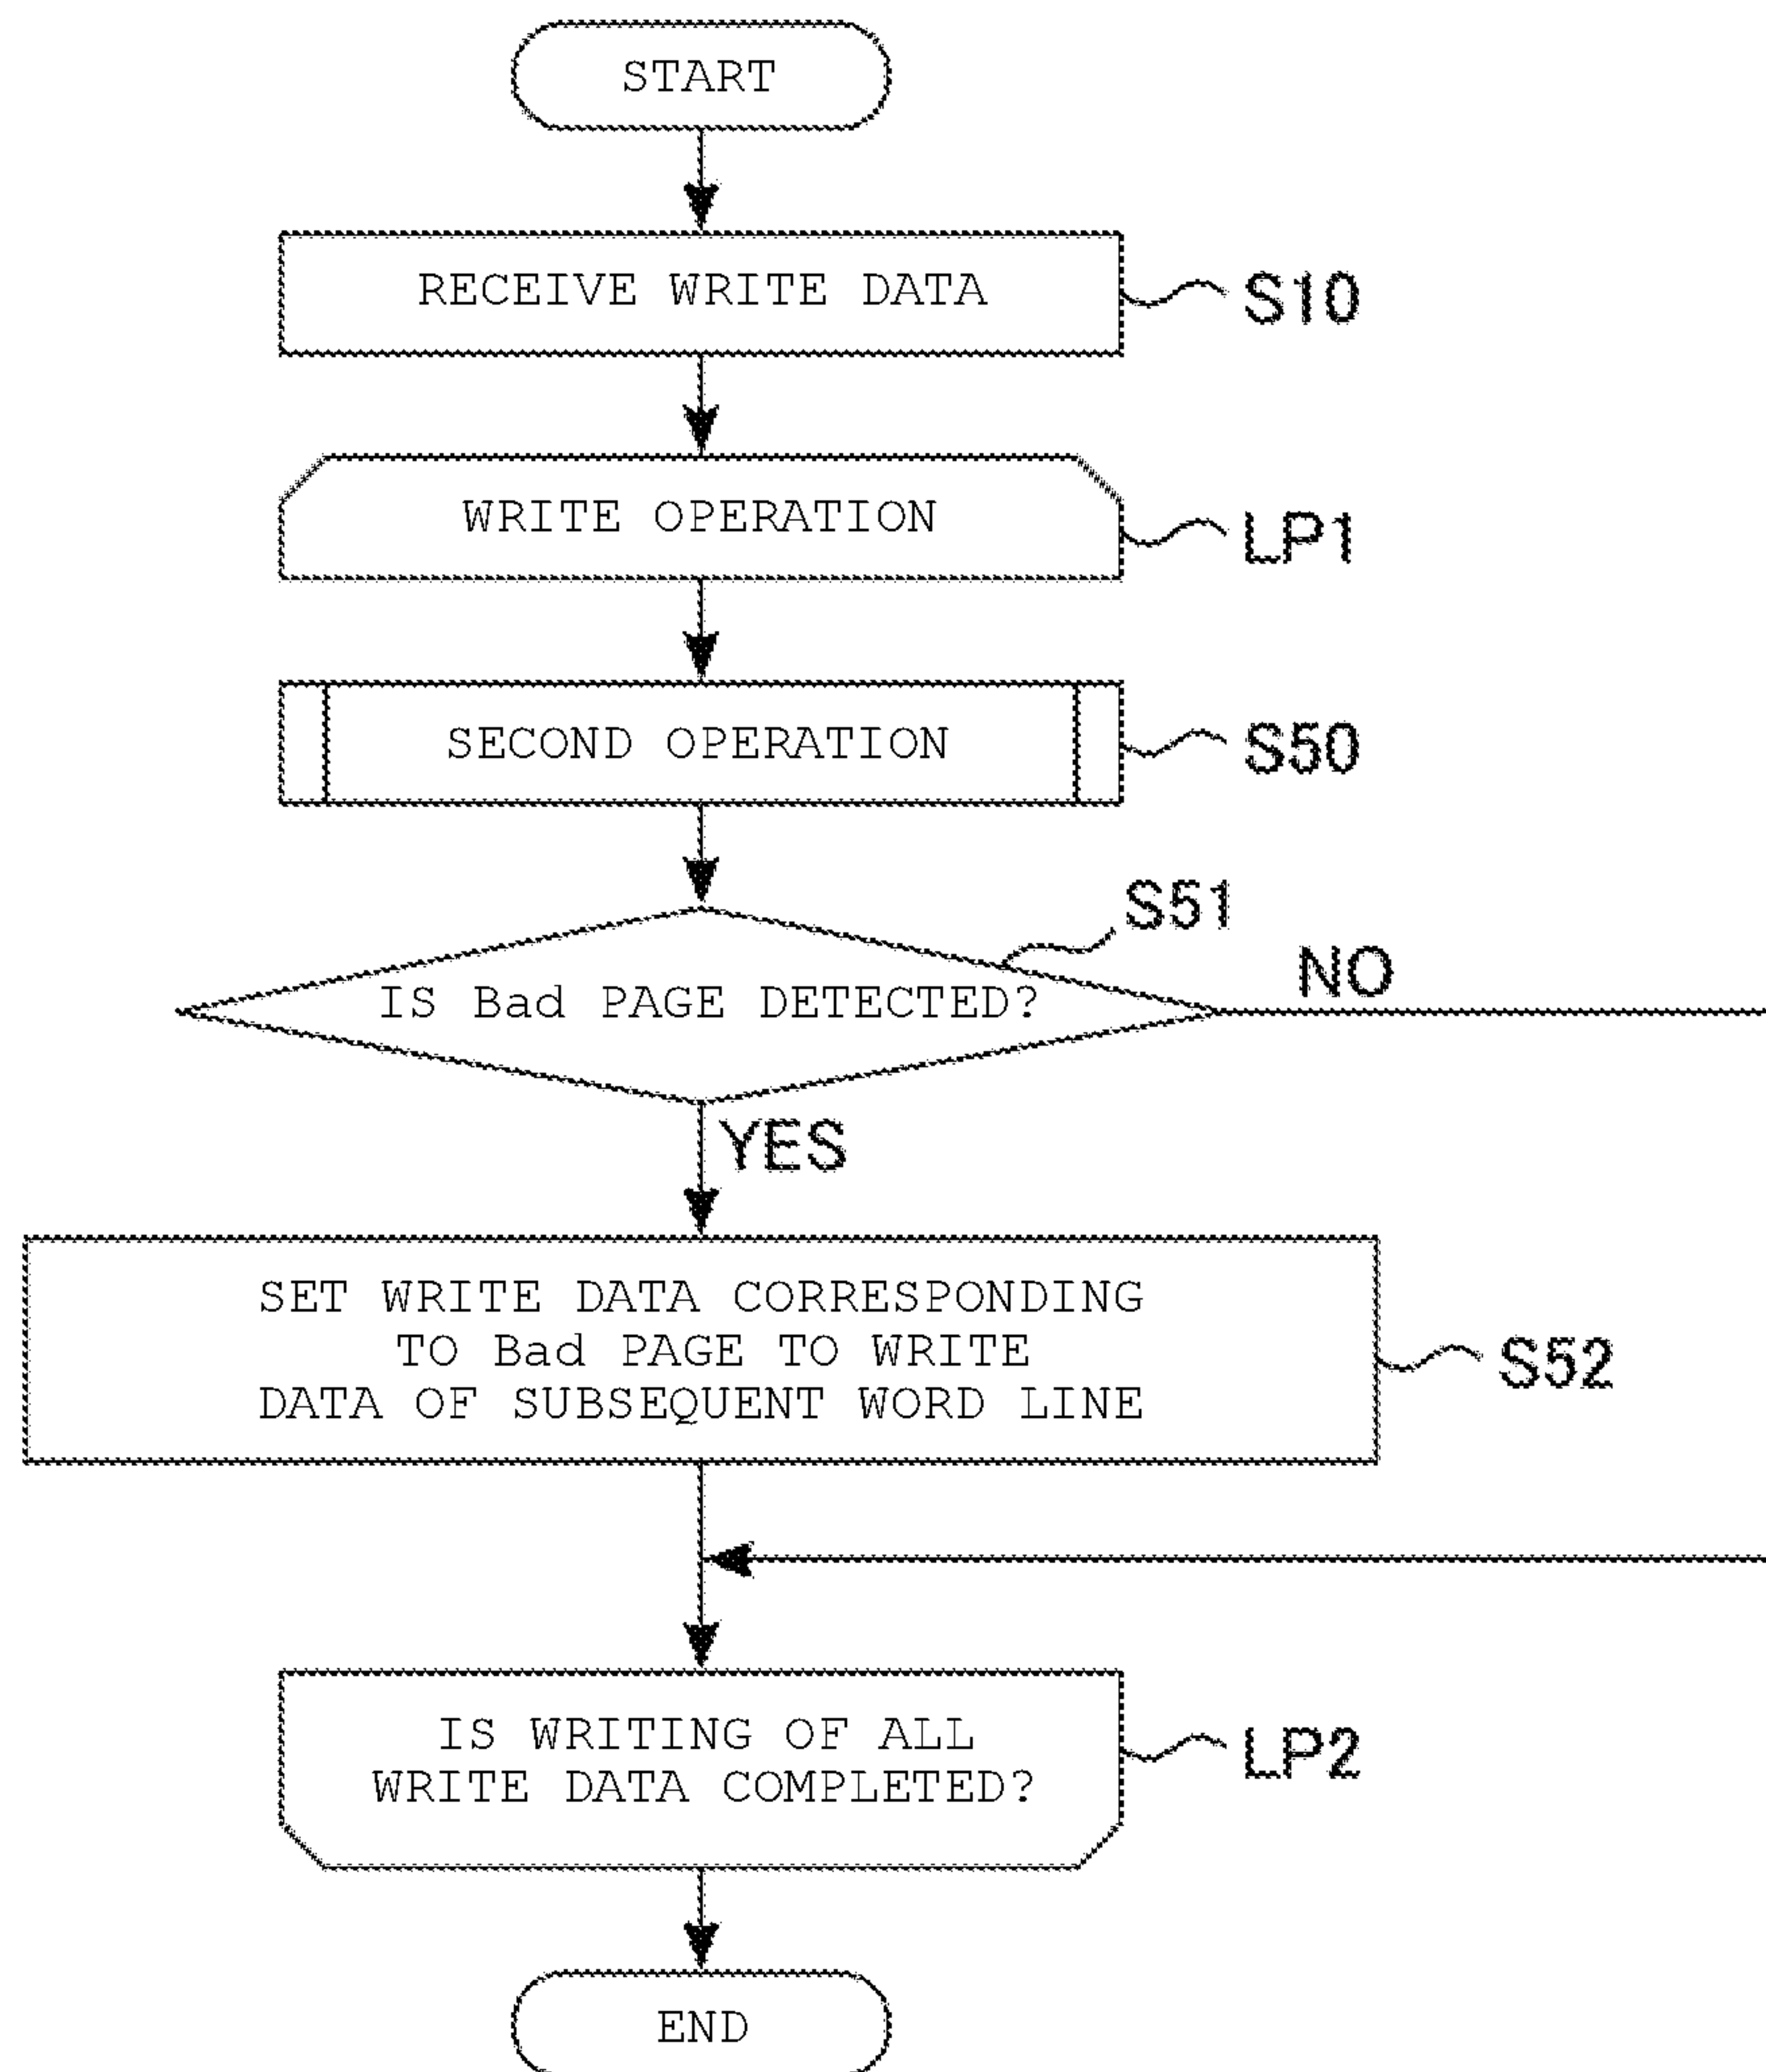 START
RECEIVE WRITE DATA
S10
WRITE OPERATION
LP1
SECOND OPERATION
S50
S51
IS Bad PAGE DETECTED?
NO
YES
SET WRITE DATA CORRESPONDING
TO Bad PAGE TO WRITE
DATA OF SUBSEQUENT WORD LINE
S52
IS WRITING OF ALL
WRITE DATA COMPLETED?
LP2
END